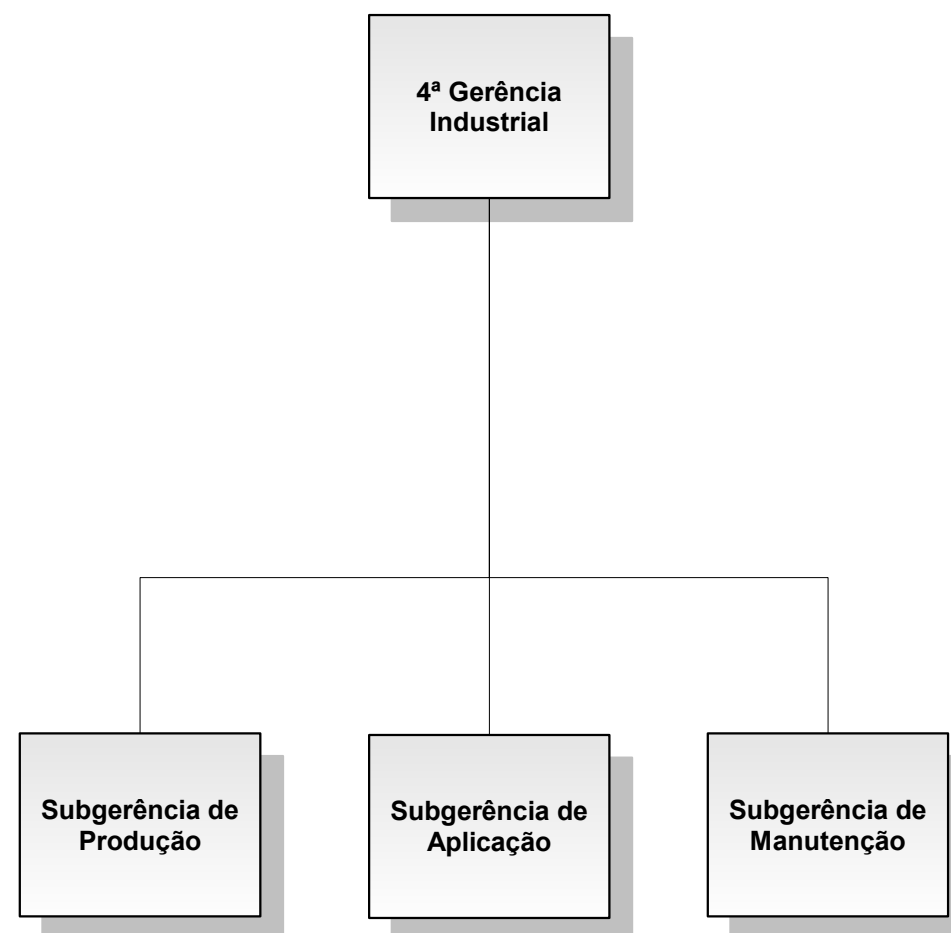 4ª Gerência
Industrial
Subgerência de
Produção
Subgerência de
Aplicação
Subgerência de
Manutenção